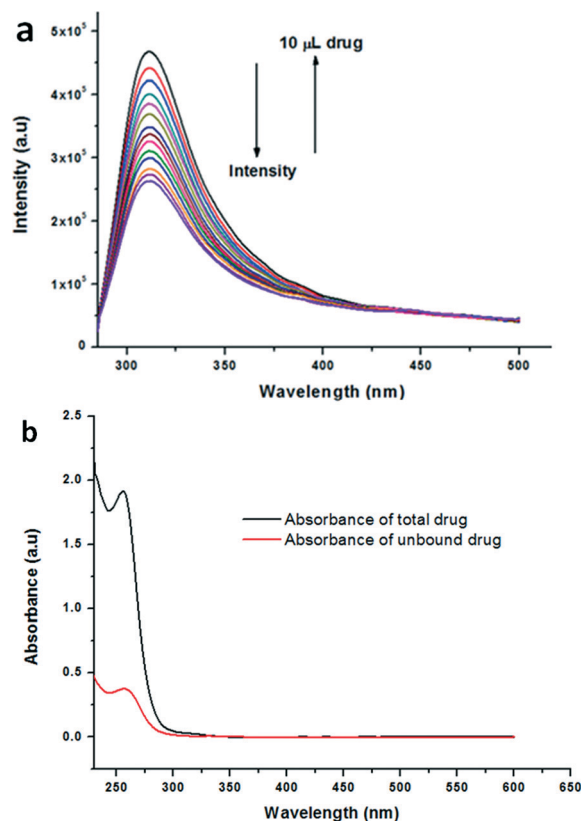 a
5x10⁵
4x10⁵
3x10⁵
2x10⁵
1x10⁵
0
Intensity (a.u)
10 µL drug
Intensity
300 350 400 450 500
Wavelength (nm)
b
2.5
2.0
1.5
1.0
0.5
0.0
Absorbance (a.u)
Absorbance of total drug
Absorbance of unbound drug
250 300 350 400 450 500 550 600 650
Wavelength (nm)